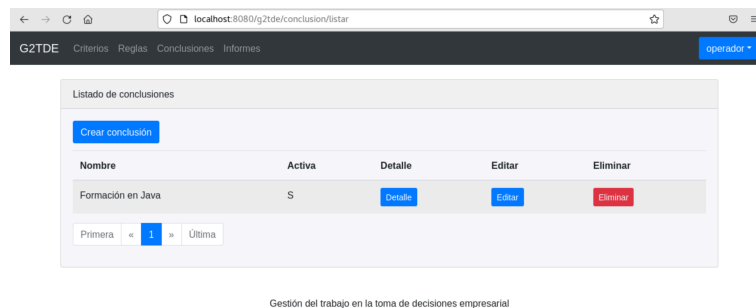 localhost:8080/g2tde/conclusion/listar
G2TDE Criterios Reglas Conclusiones Informes operador
Listado de conclusiones
Crear conclusión
Nombre Activa Detalle Editar Eliminar
Formación en Java S Detalle Editar Eliminar
Primera « 1 » Última
Gestión del trabajo en la toma de decisiones empresarial